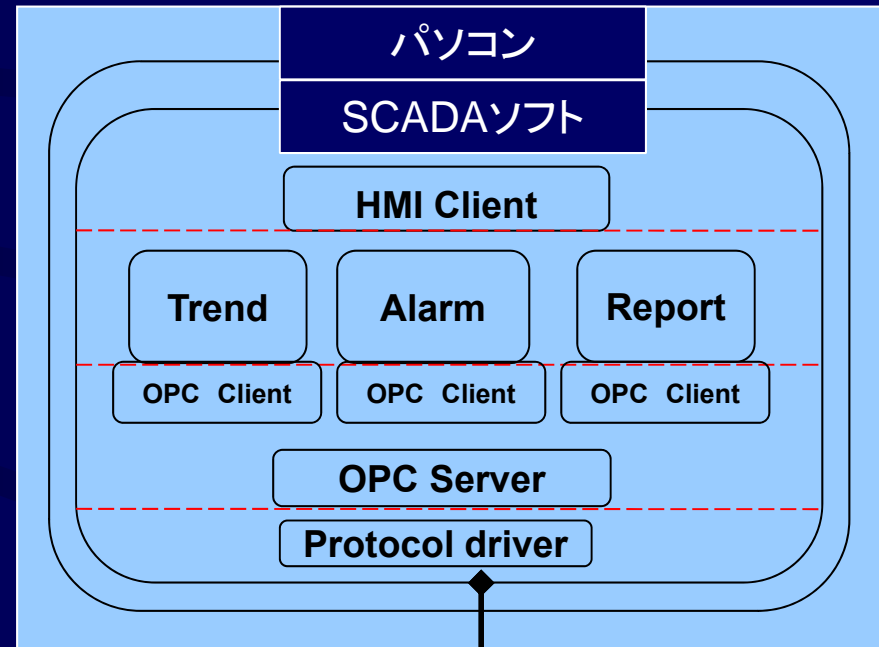 パソコン
SCADAソフト
HMI Client
Trend Alarm Report
OPC Client OPC Client OPC Client
OPC Server
Protocol driver